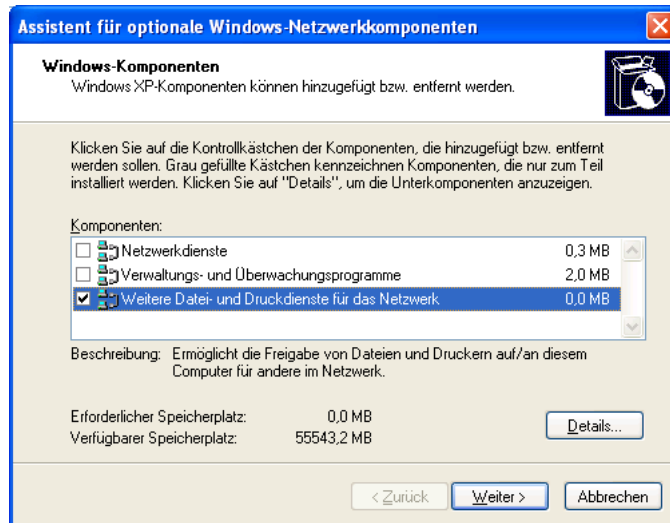 Assistent für optionale Windows-Netzwerkkomponenten
Windows-Komponenten
Windows XP-Komponenten können hinzugefügt bzw. entfernt werden.
Klicken Sie auf die Kontrollkästchen der Komponenten, die hinzugefügt bzw. entfernt
werden sollen. Grau gefüllte Kästchen kennzeichnen Komponenten, die nur zum Teil
installiert werden. Klicken Sie auf "Details", um die Unterkomponenten anzuzeigen.
Komponenten:
Netzwerkdienste 0,3 MB
Verwaltungs- und Überwachungsprogramme 2,0 MB
Weitere Datei- und Druckdienste für das Netzwerk 0,0 MB
Beschreibung: Ermöglicht die Freigabe von Dateien und Druckern auf/an diesem
Computer für andere im Netzwerk.
Erforderlicher Speicherplatz: 0,0 MB
Verfügbarer Speicherplatz: 55543,2 MB
Details...
< Zurück Weiter > Abbrechen